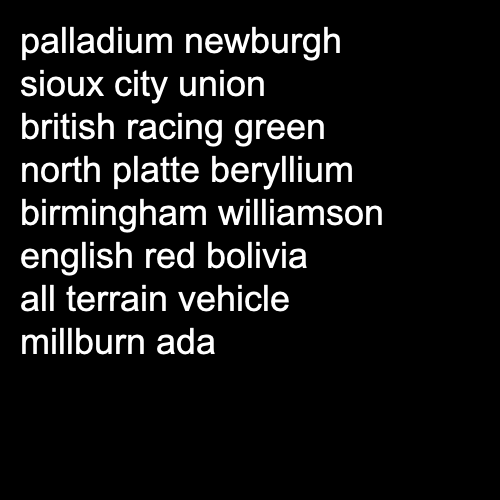 palladium newburgh
sioux city union
british racing green
north platte beryllium
birmingham williamson
english red bolivia
all terrain vehicle
millburn ada